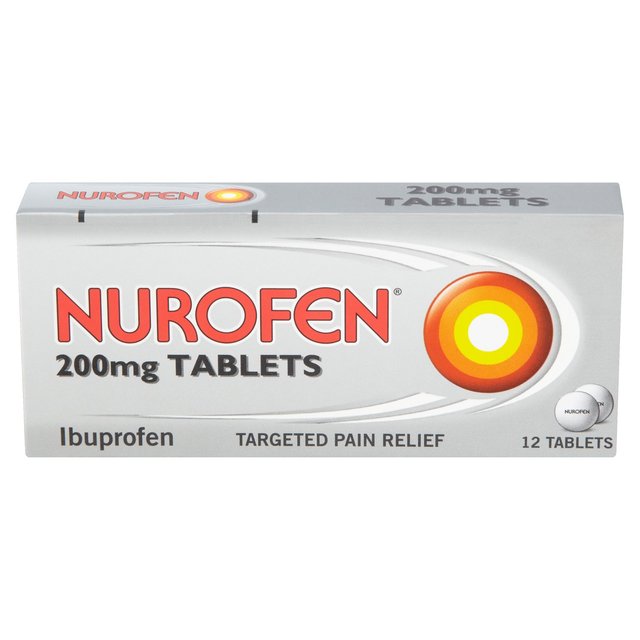 NUROFEN
200mg
TABLETS
NUROFEN®
200mg TABLETS
NUROFEN
Ibuprofen
TARGETED PAIN RELIEF
12 TABLETS